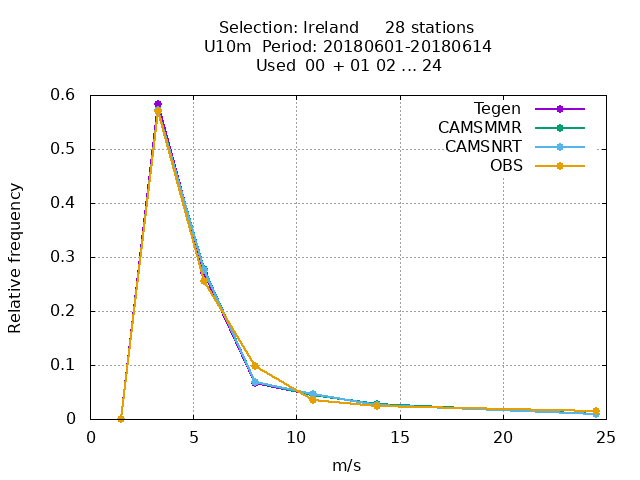 Selection: Ireland 28 stations
U10m Period: 20180601-20180614
Used 00 + 01 02 ... 24
Relative frequency
0.6
0.5
0.4
0.3
0.2
0.1
0
Tegen
CAMSMMR
CAMSNRT
OBS
0 5 10 15 20 25
m/s